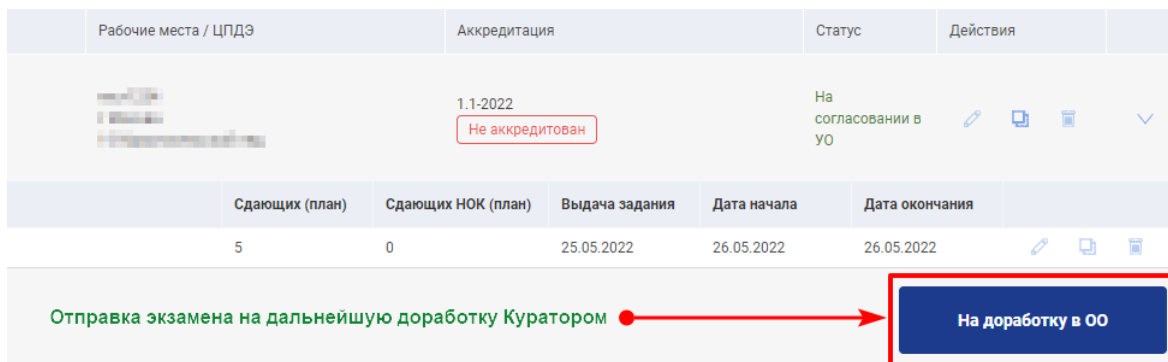 Рабочие места / ЦПДЭ Аккредитация Статус Действия
1.1-2022
Не аккредитован
На
согласовании в
УО
Сдающих (план) Сдающих НОК (план) Выдача задания Дата начала Дата окончания
5 0 25.05.2022 26.05.2022 26.05.2022
Отправка экзамена на дальнейшую доработку Куратором
На доработку в ОО